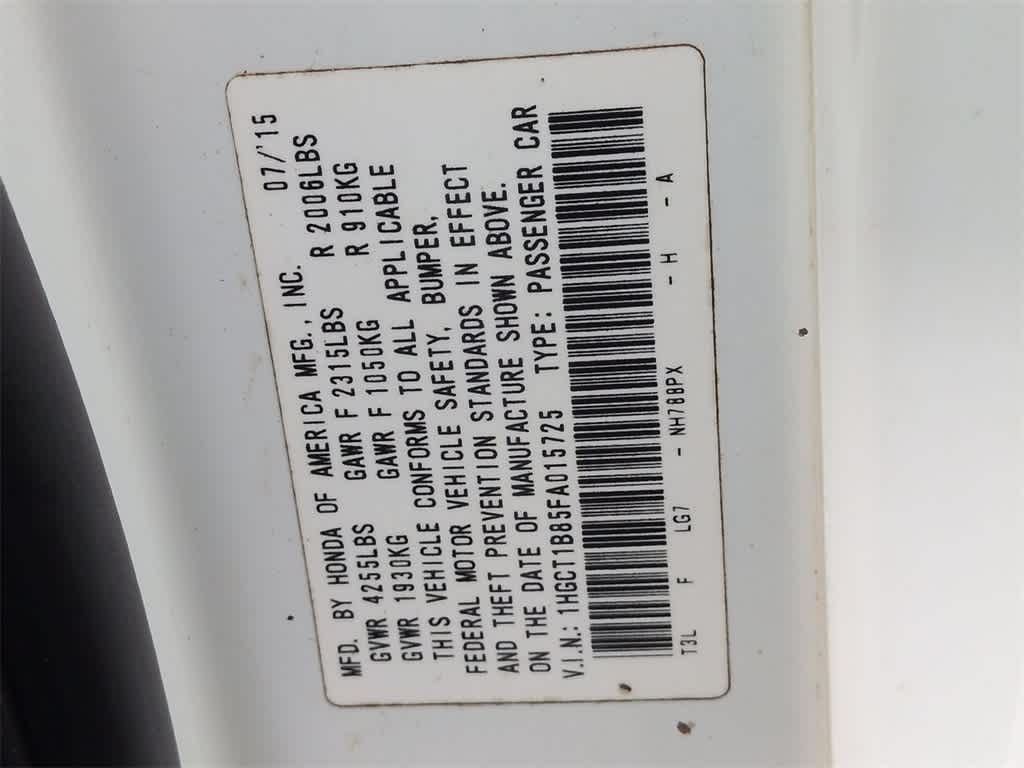 MFD. BY HONDA OF AMERICA MFG., INC. 07/'15
GVWR 4255LBS GAWR F 2315LBS R 2006LBS
GVWR 1930KG GAWR F 1050KG R 910KG
THIS VEHICLE CONFORMS TO ALL APPLICABLE
FEDERAL MOTOR VEHICLE SAFETY, BUMPER,
AND THEFT PREVENTION STANDARDS IN EFFECT
ON THE DATE OF MANUFACTURE SHOWN ABOVE.
V.I.N.: 1HGCT1B85FA015725 TYPE: PASSENGER CAR
T3L F LG7 - NH788PX - H - A